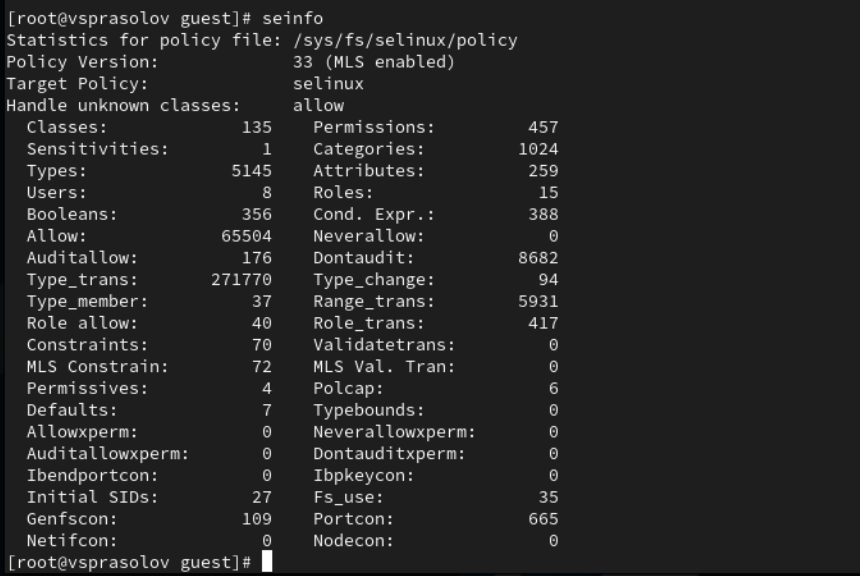 [root@vsprasolov guest]# seinfo
Statistics for policy file: /sys/fs/selinux/policy
Policy Version:             33 (MLS enabled)
Target Policy:              selinux
Handle unknown classes:     allow
  Classes:             135    Permissions:         457
  Sensitivities:         1    Categories:         1024
  Types:              5145    Attributes:          259
  Users:                 8    Roles:                15
  Booleans:            356    Cond. Expr.:         388
  Allow:             65504    Neverallow:            0
  Auditallow:          176    Dontaudit:          8682
  Type_trans:       271770    Type_change:          94
  Type_member:          37    Range_trans:        5931
  Role allow:           40    Role_trans:          417
  Constraints:          70    Validatetrans:         0
  MLS Constrain:        72    MLS Val. Tran:         0
  Permissives:           4    Polcap:                6
  Defaults:              7    Typebounds:            0
  Allowxperm:            0    Neverallowxperm:       0
  Auditallowxperm:       0    Dontauditxperm:        0
  Ibendportcon:          0    Ibpkeycon:             0
  Initial SIDs:         27    Fs_use:               35
  Genfscon:            109    Portcon:             665
  Netifcon:              0    Nodecon:               0
[root@vsprasolov guest]#